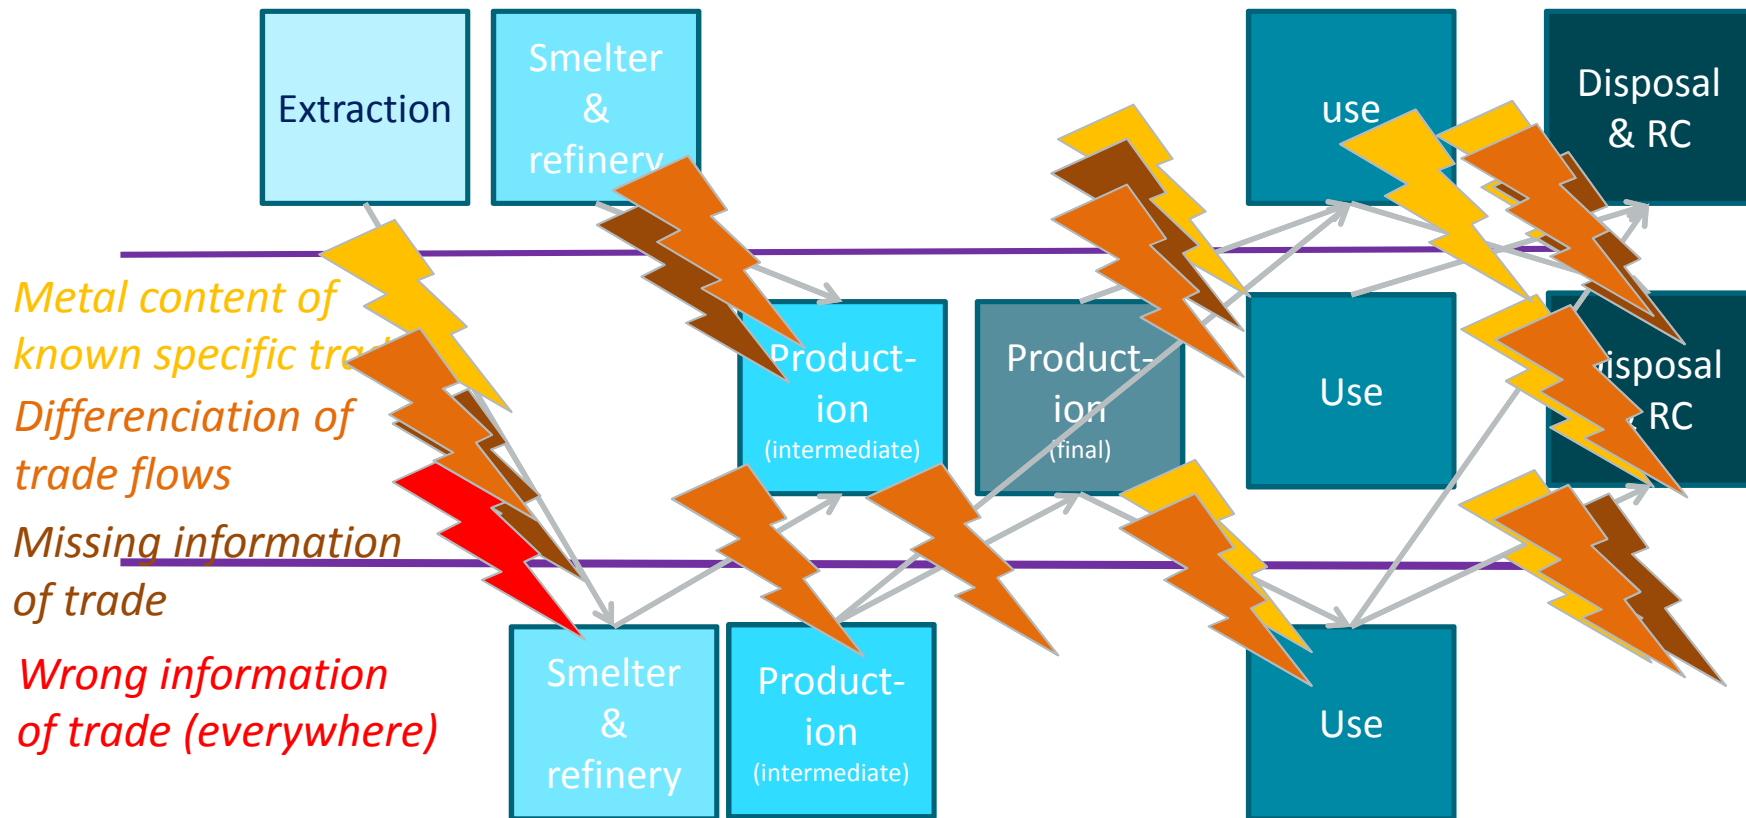 Extraction
Smelter
&
refinery
use
Disposal
& RC
Metal content of
known specific trad
Differenciation of
trade flows
Missing information
of trade
Wrong information
of trade (everywhere)
Product-
ion
(intermediate)
Product-
ion
(final)
Use
isposal
RC
Smelter
&
refinery
Product-
ion
(intermediate)
Use